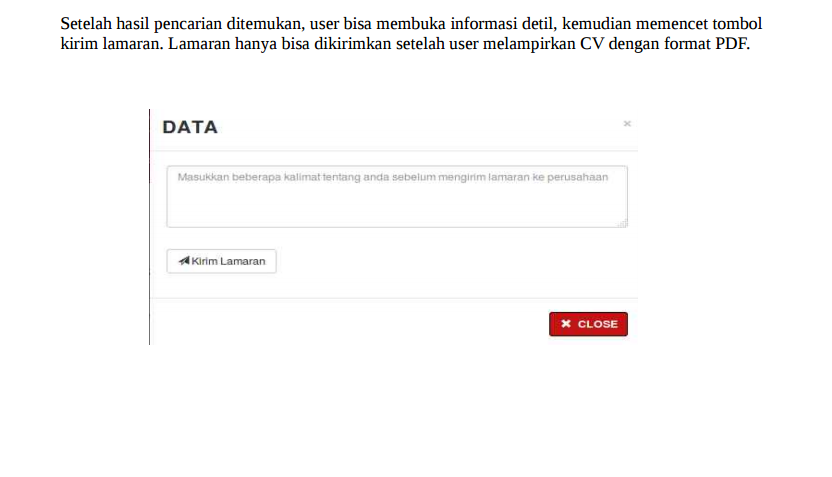 Setelah hasil pencarian ditemukan, user bisa membuka informasi detil, kemudian memencet tombol
kirim lamaran. Lamaran hanya bisa dikirimkan setelah user melampirkan CV dengan format PDF.
DATA ×
Masukkan beberapa kalimat tentang anda sebelum mengirim lamaran ke perusahaan
Kirim Lamaran
✖ CLOSE